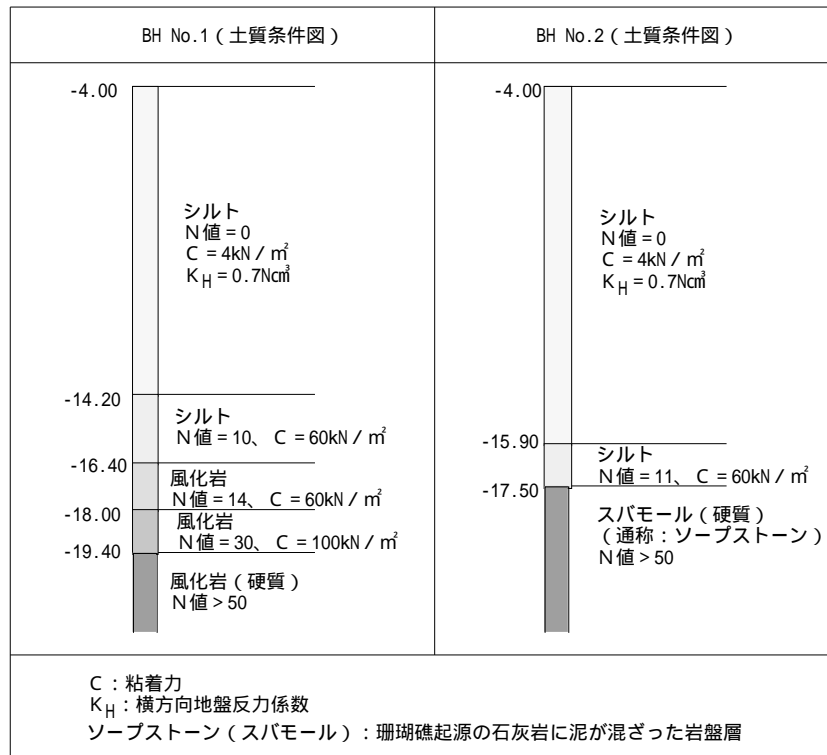 BH No.1（土質条件図）
BH No.2（土質条件図）
-4.00
シルト
N値＝0
C＝4kN／㎡
KH＝0.7Ncm³
-14.20
シルト
N値＝10、C＝60kN／㎡
-16.40
風化岩
N値＝14、C＝60kN／㎡
-18.00
風化岩
N値＝30、C＝100kN／㎡
-19.40
風化岩（硬質）
N値＞50
-4.00
シルト
N値＝0
C＝4kN／㎡
KH＝0.7Ncm³
-15.90
シルト
N値＝11、C＝60kN／㎡
-17.50
スバモール（硬質）
（通称：ソープストーン）
N値＞50
C：粘着力
KH：横方向地盤反力係数
ソープストーン（スバモール）：珊瑚礁起源の石灰岩に泥が混ざった岩盤層